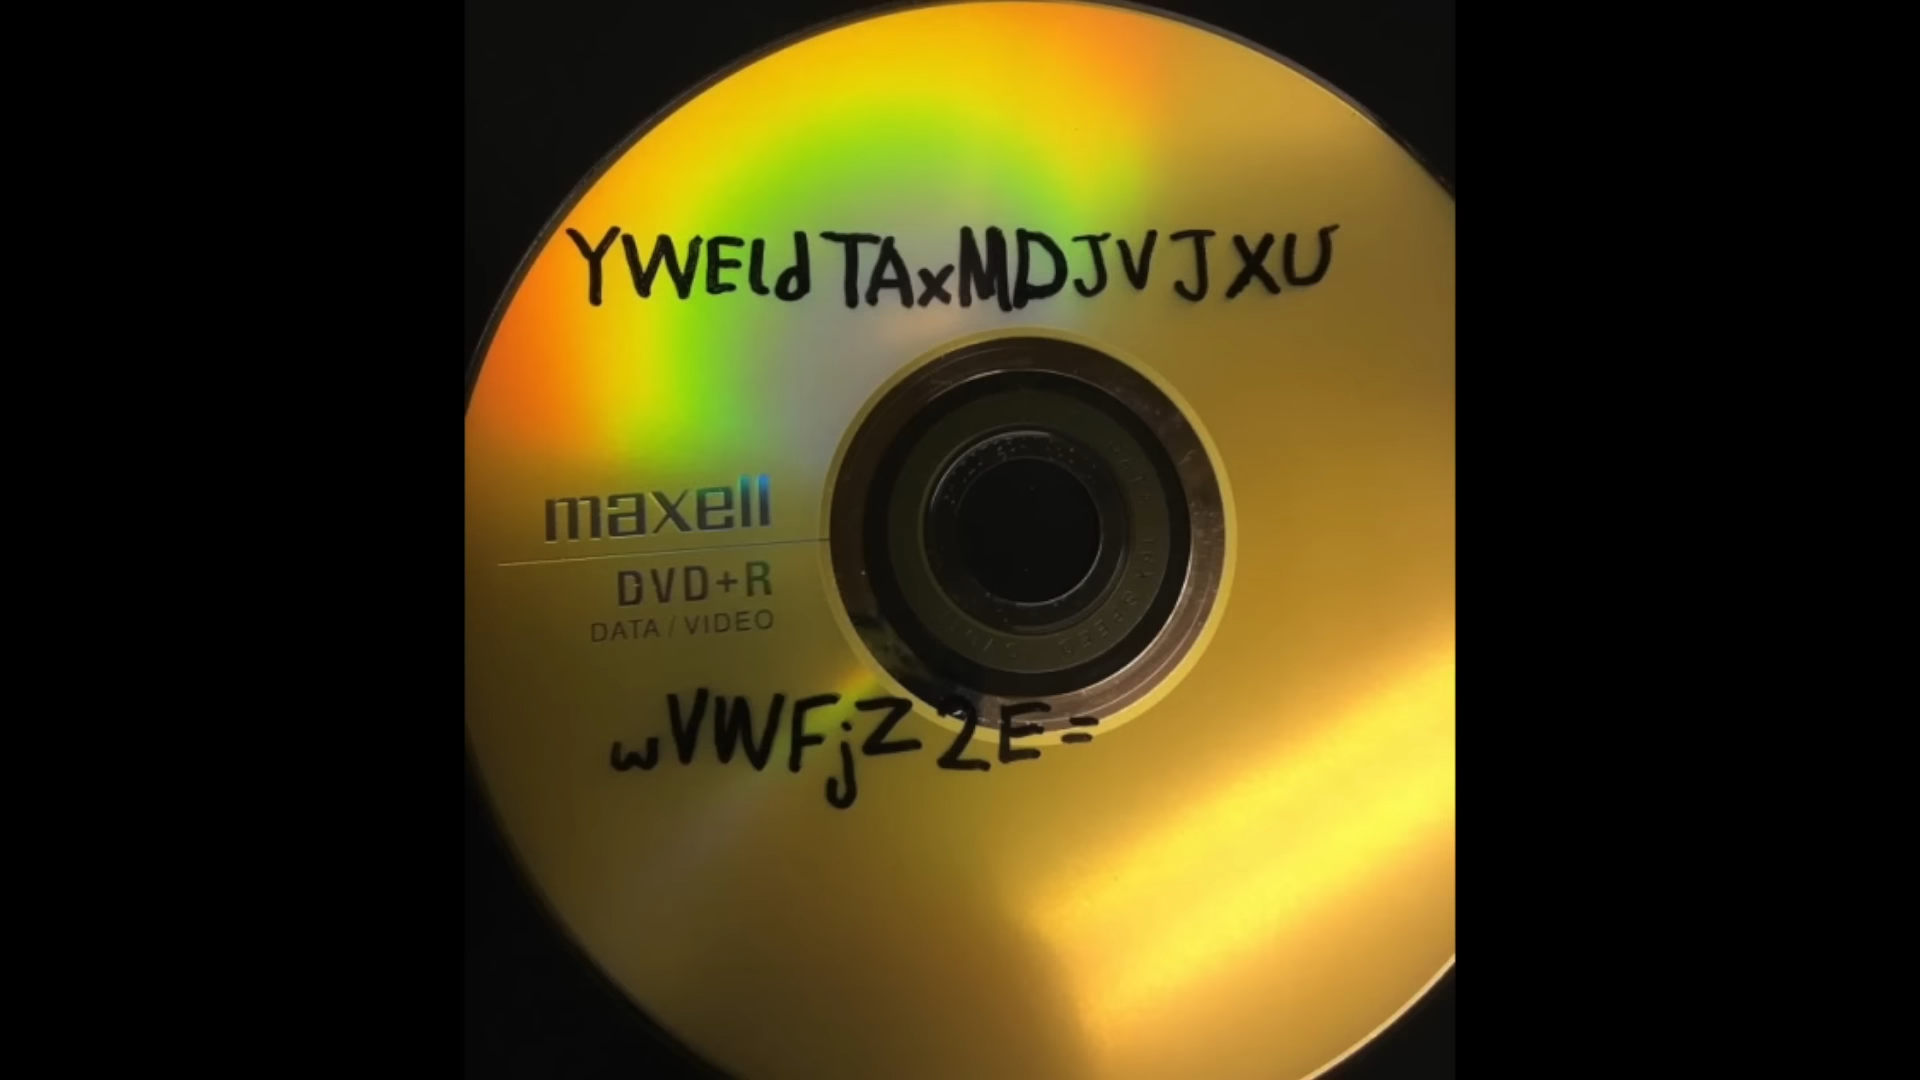 YWEldTAxMDJVJXU
maxell
DVD+R
DATA / VIDEO
wVWFjZ2E=